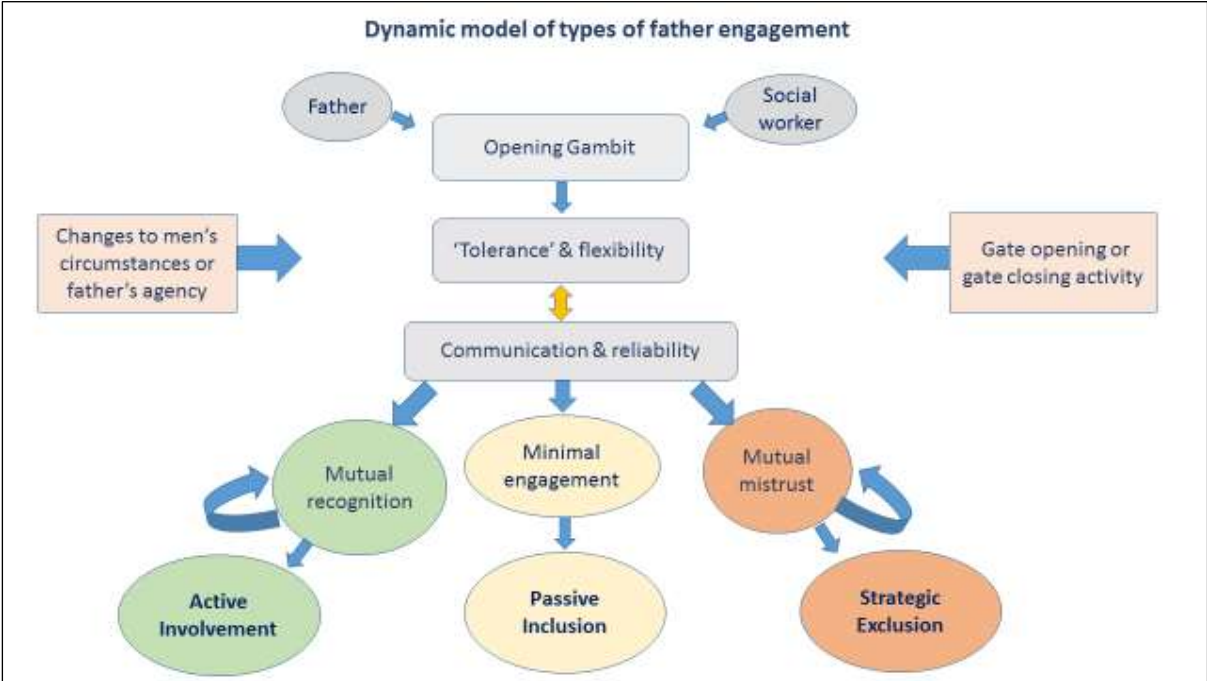 Dynamic model of types of father engagement
Father
Social
worker
Opening Gambit
Changes to men's
circumstances or
father's agency
'Tolerance' & flexibility
Gate opening or
gate closing activity
Communication & reliability
Mutual
recognition
Minimal
engagement
Mutual
mistrust
Active
Involvement
Passive
Inclusion
Strategic
Exclusion